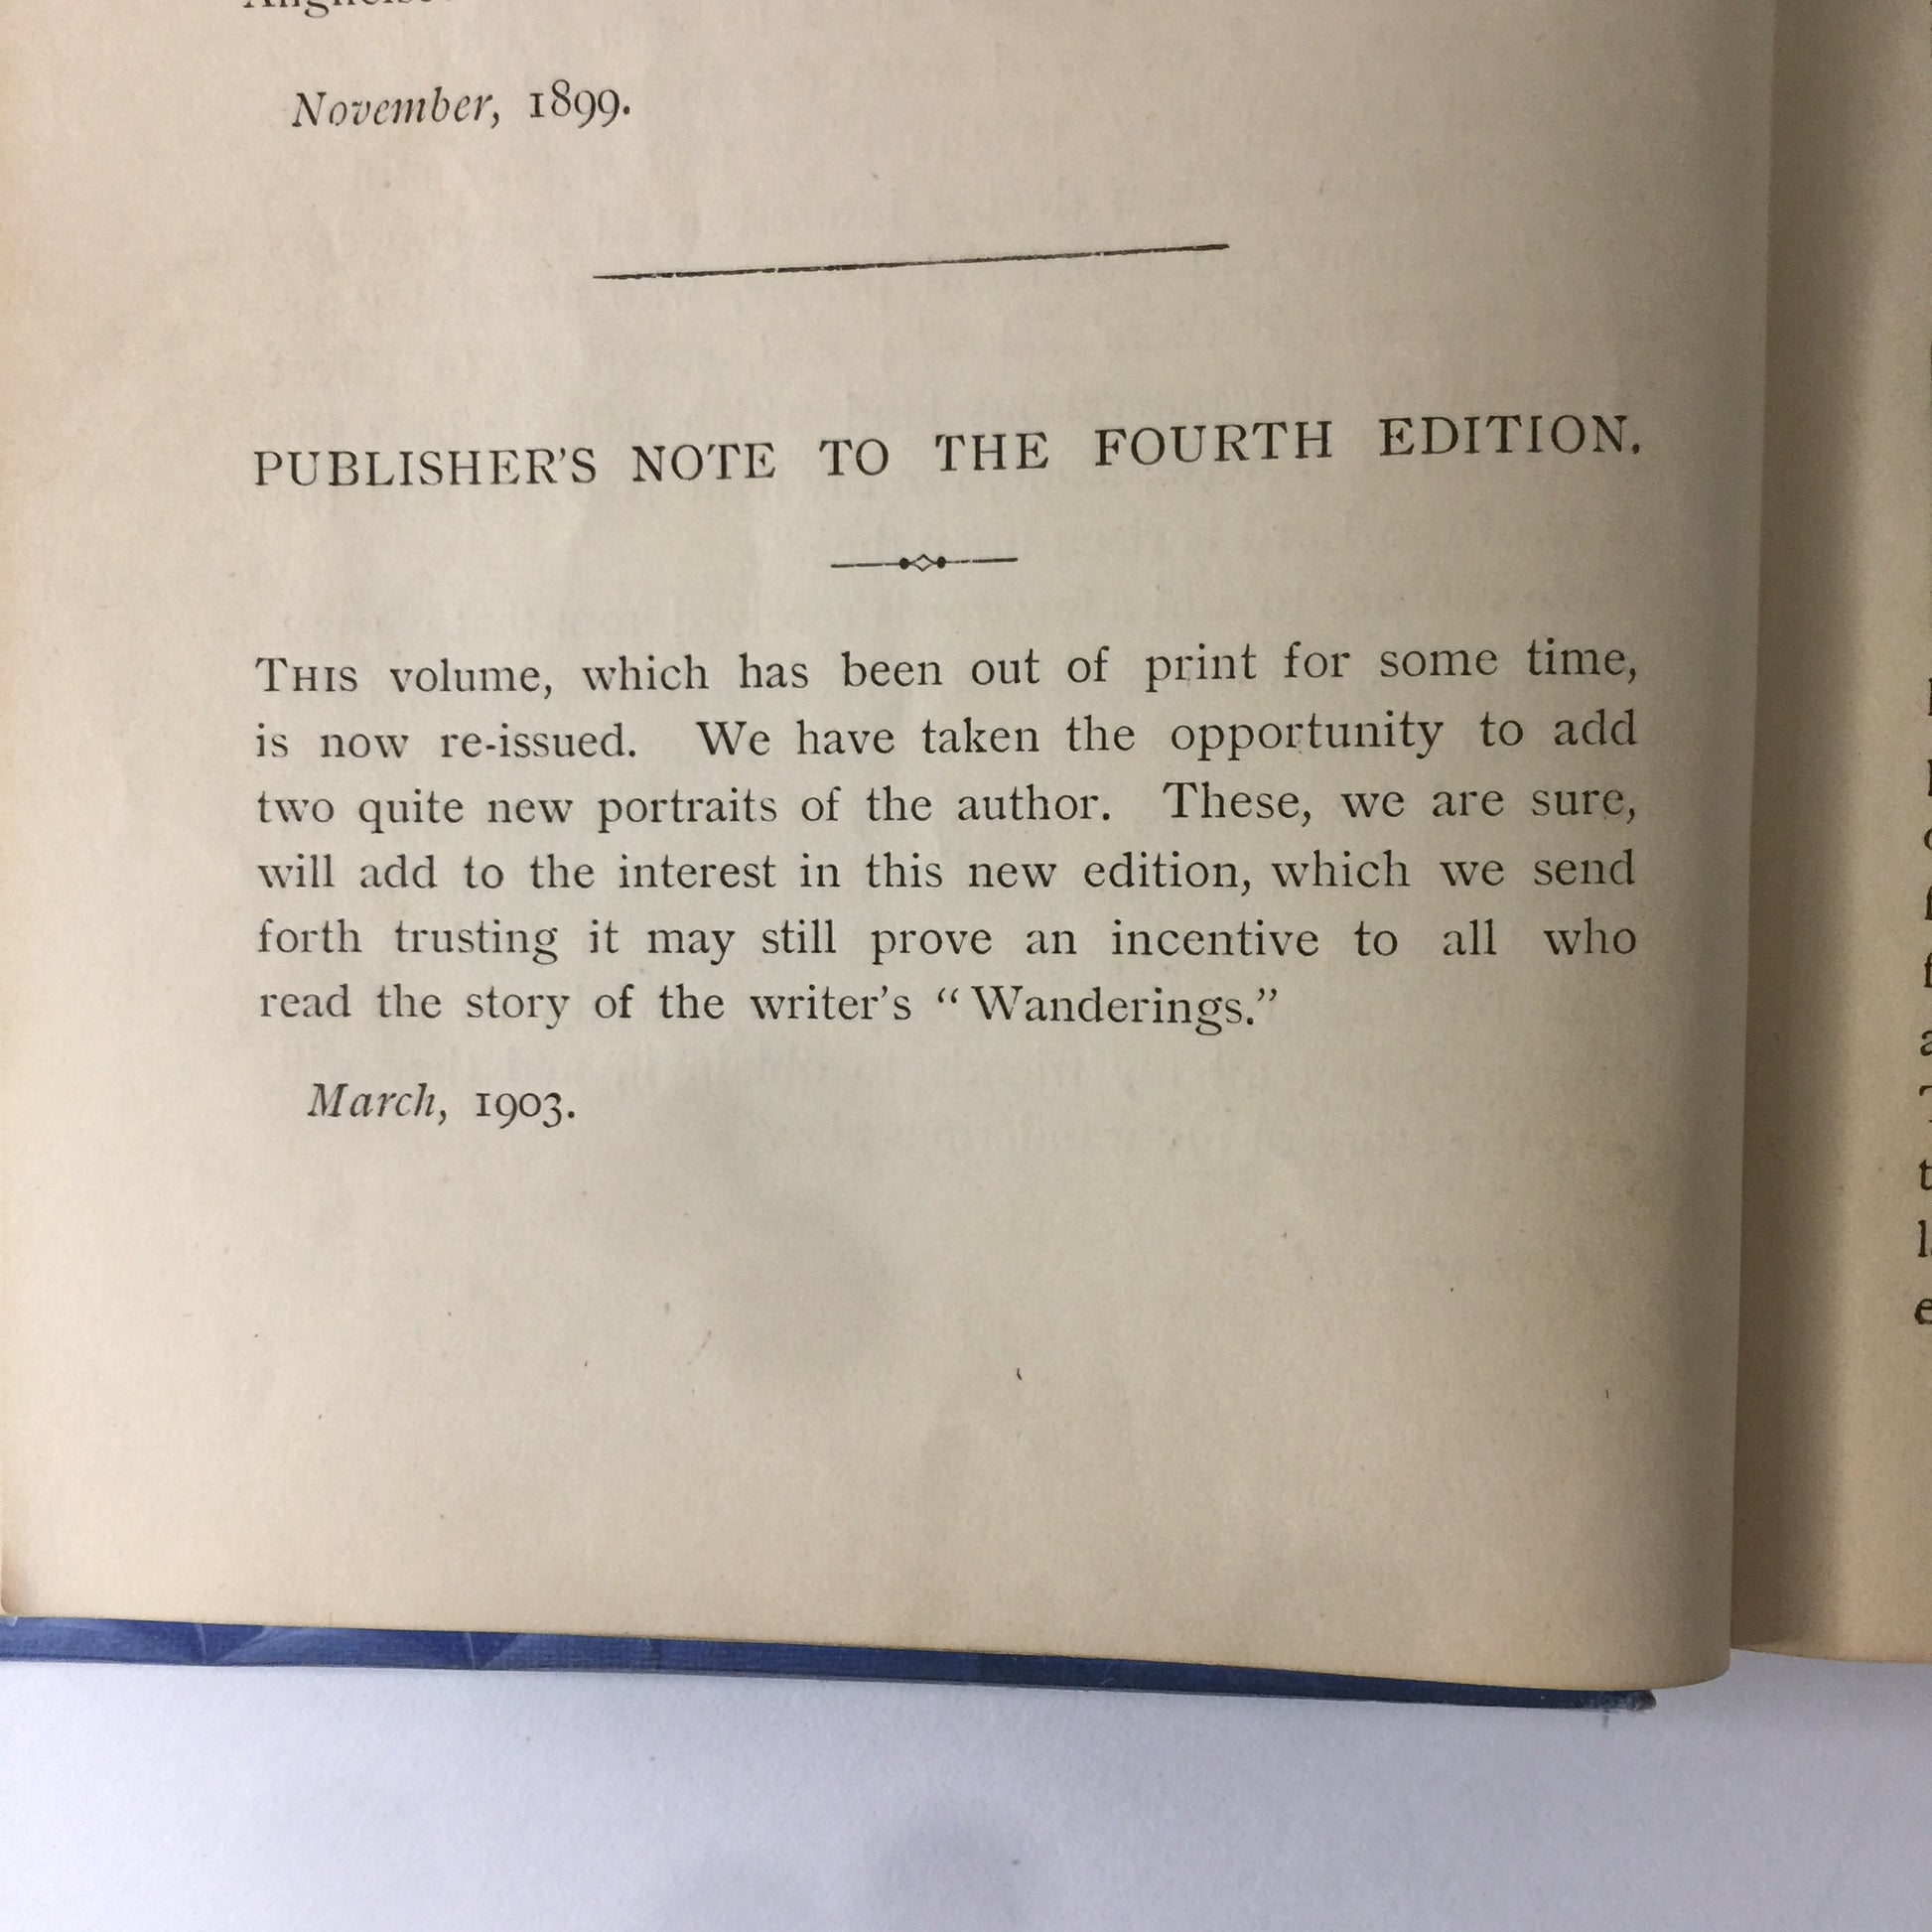 November, 1899.
PUBLISHER'S NOTE TO THE FOURTH EDITION.
THIS volume, which has been out of print for some time,
is now re-issued. We have taken the opportunity to add
two quite new portraits of the author. These, we are sure,
will add to the interest in this new edition, which we send
forth trusting it may still prove an incentive to all who
read the story of the writer's “Wanderings.”
March, 1903.